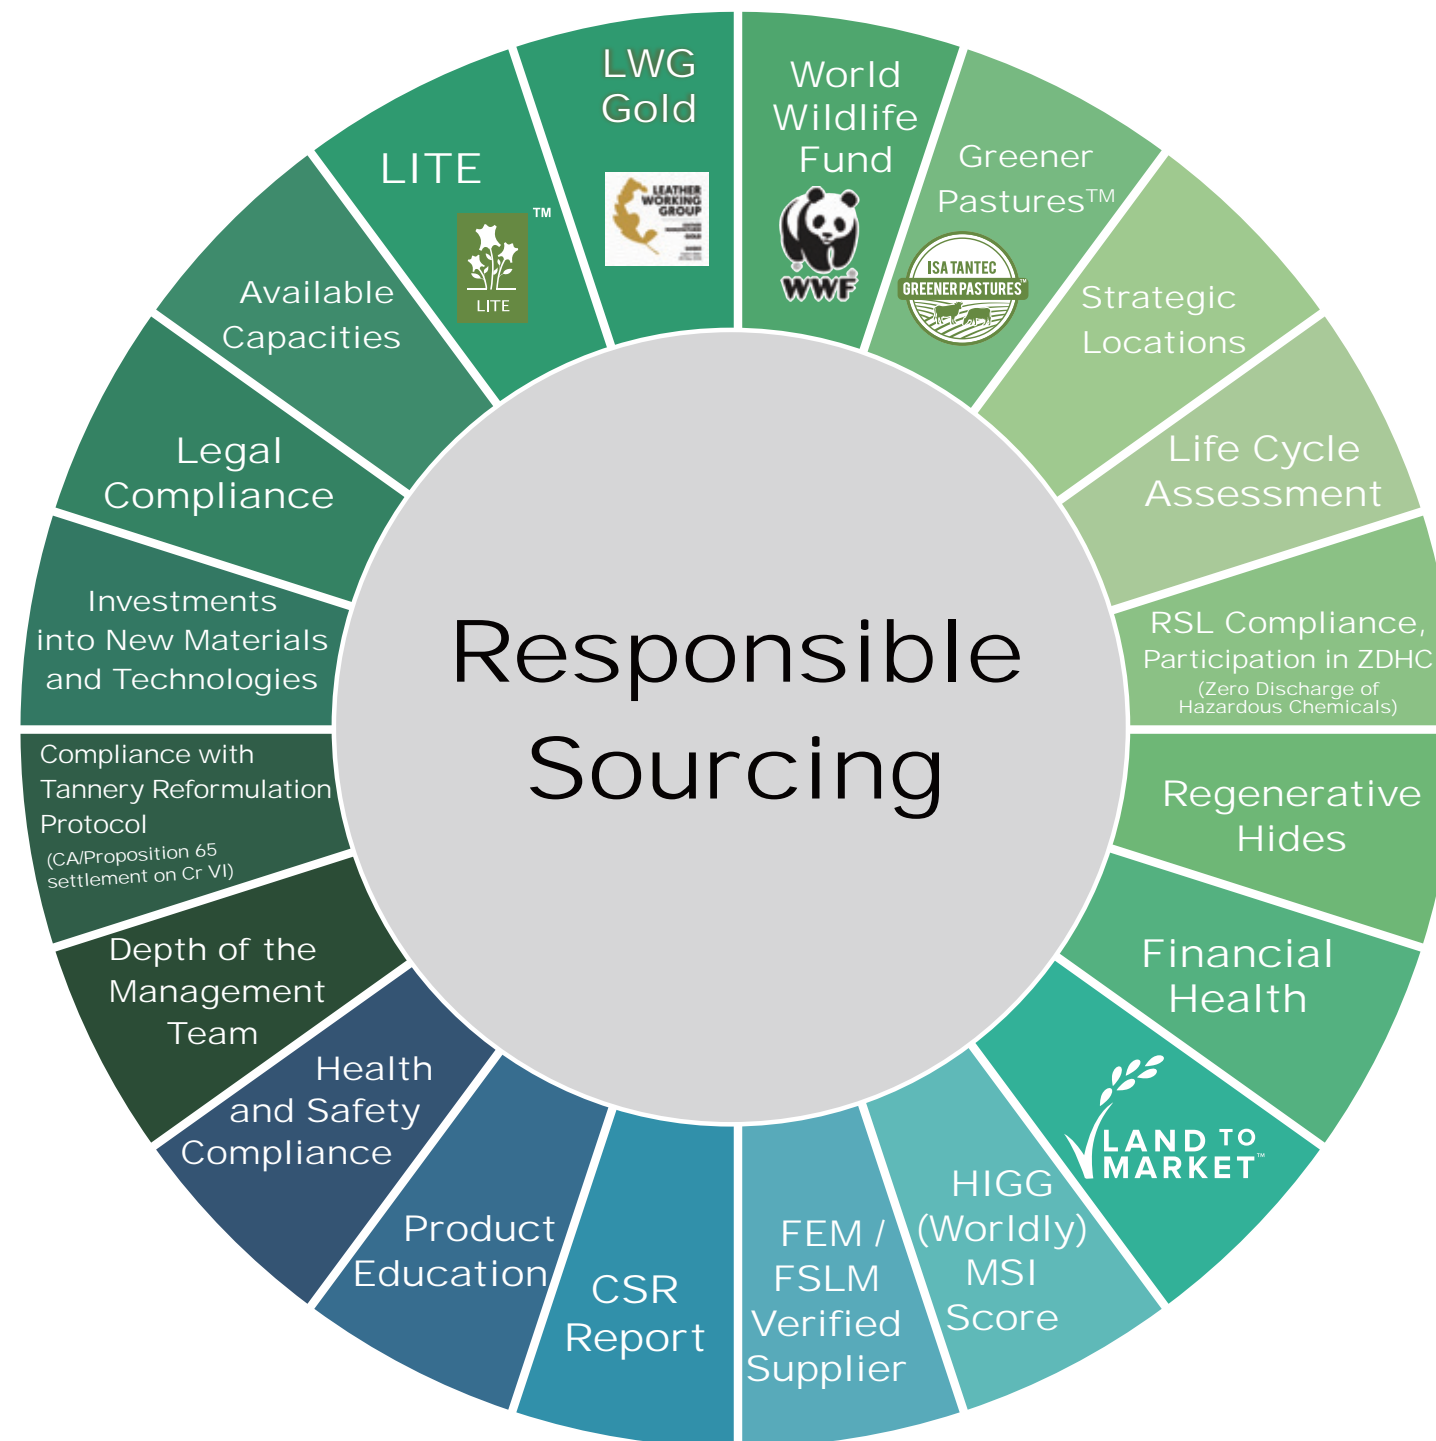 LWG
Gold
LEATHER
WORKING
GROUP
GOLD
World
Wildlife
Fund
WWF
Greener
Pastures™
ISA TANTEC
GREENER PASTURES™
Strategic
Locations
Life Cycle
Assessment
RSL Compliance,
Participation in ZDHC
(Zero Discharge of
Hazardous Chemicals)
Regenerative
Hides
Financial
Health
LAND TO
MARKET™
HIGG
(Worldly)
MSI
Score
FEM /
FSLM
Verified
Supplier
CSR
Report
Product
Education
Health
and Safety
Compliance
Depth of the
Management
Team
Compliance with
Tannery Reformulation
Protocol
(CA/Proposition 65
settlement on Cr VI)
Investments
into New Materials
and Technologies
Legal
Compliance
Available
Capacities
LITE
™
LITE
Responsible
Sourcing